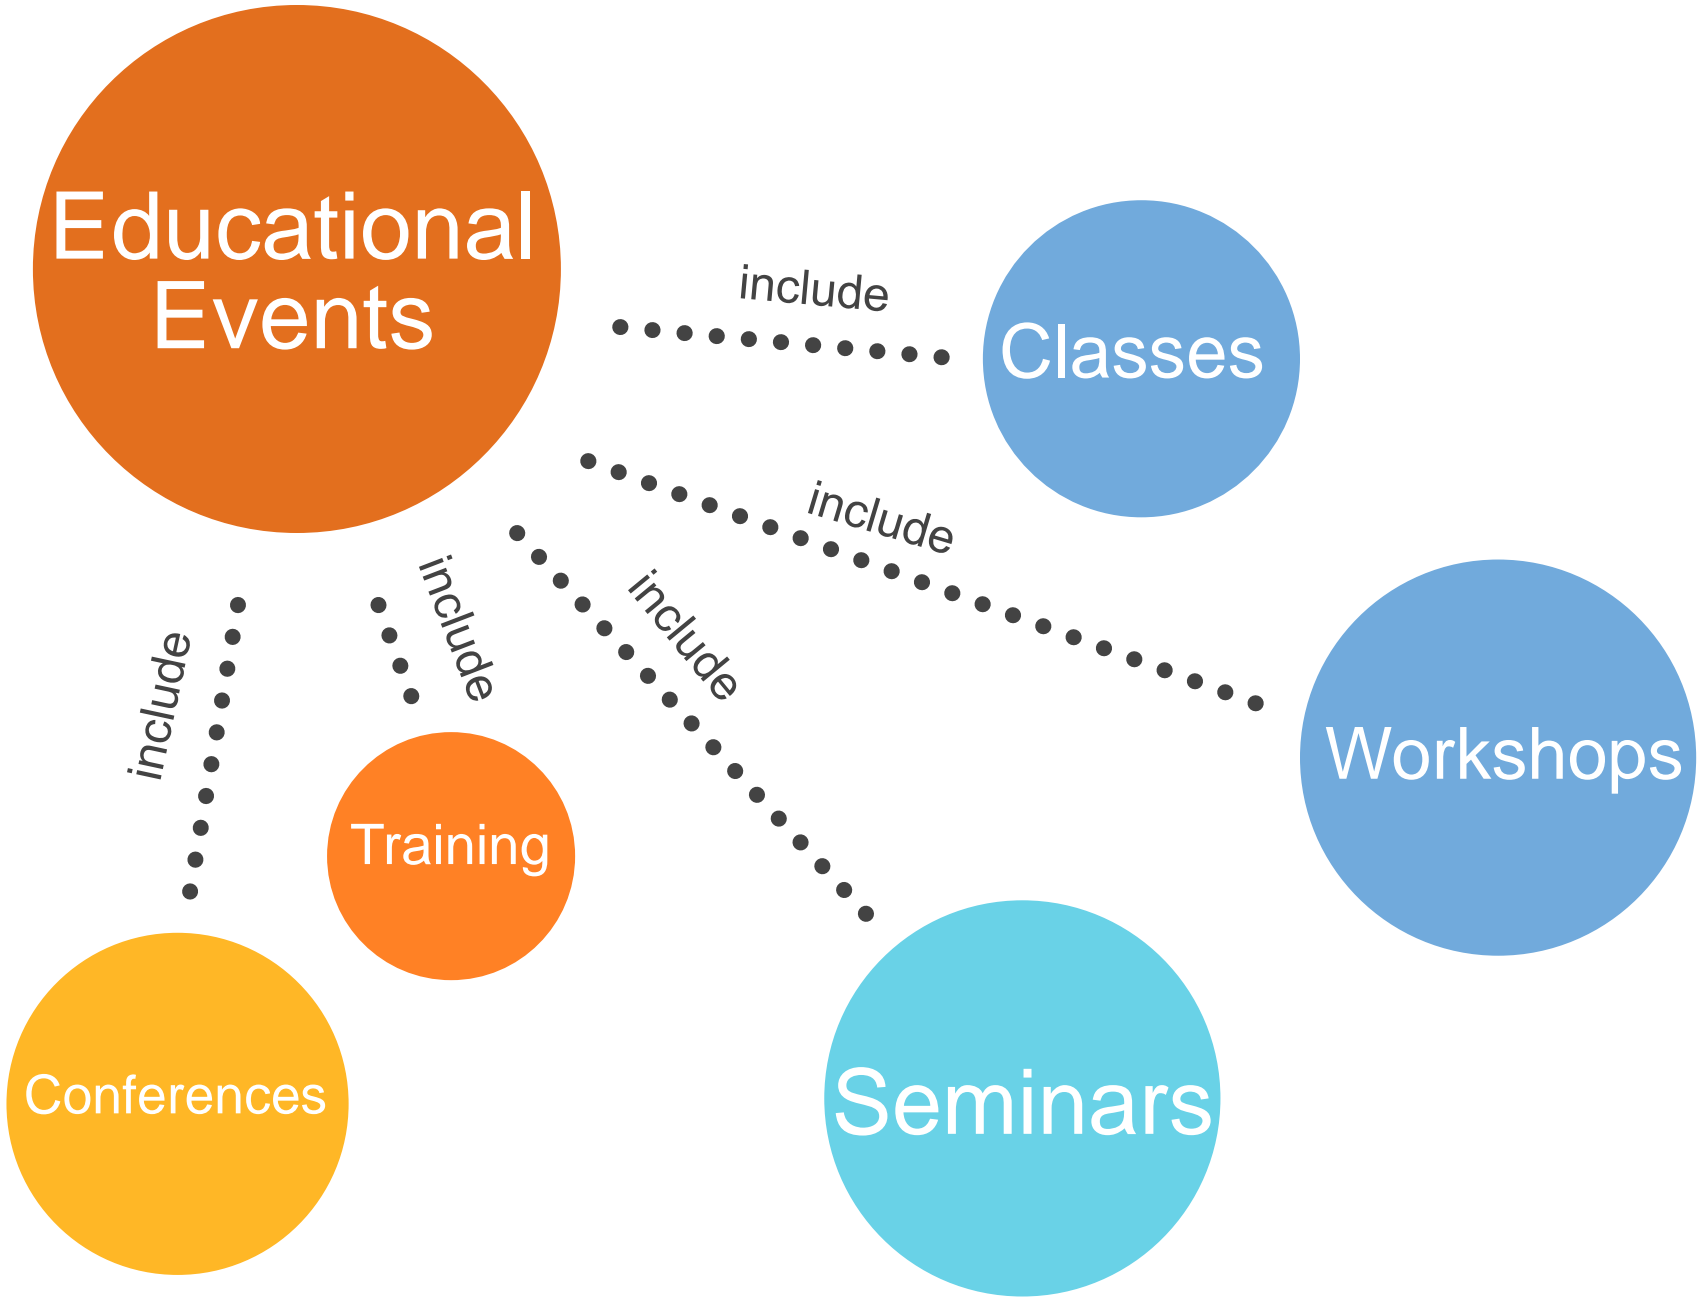 Educational
Events
include
Classes
include
Workshops
include
Seminars
include
Training
include
Conferences